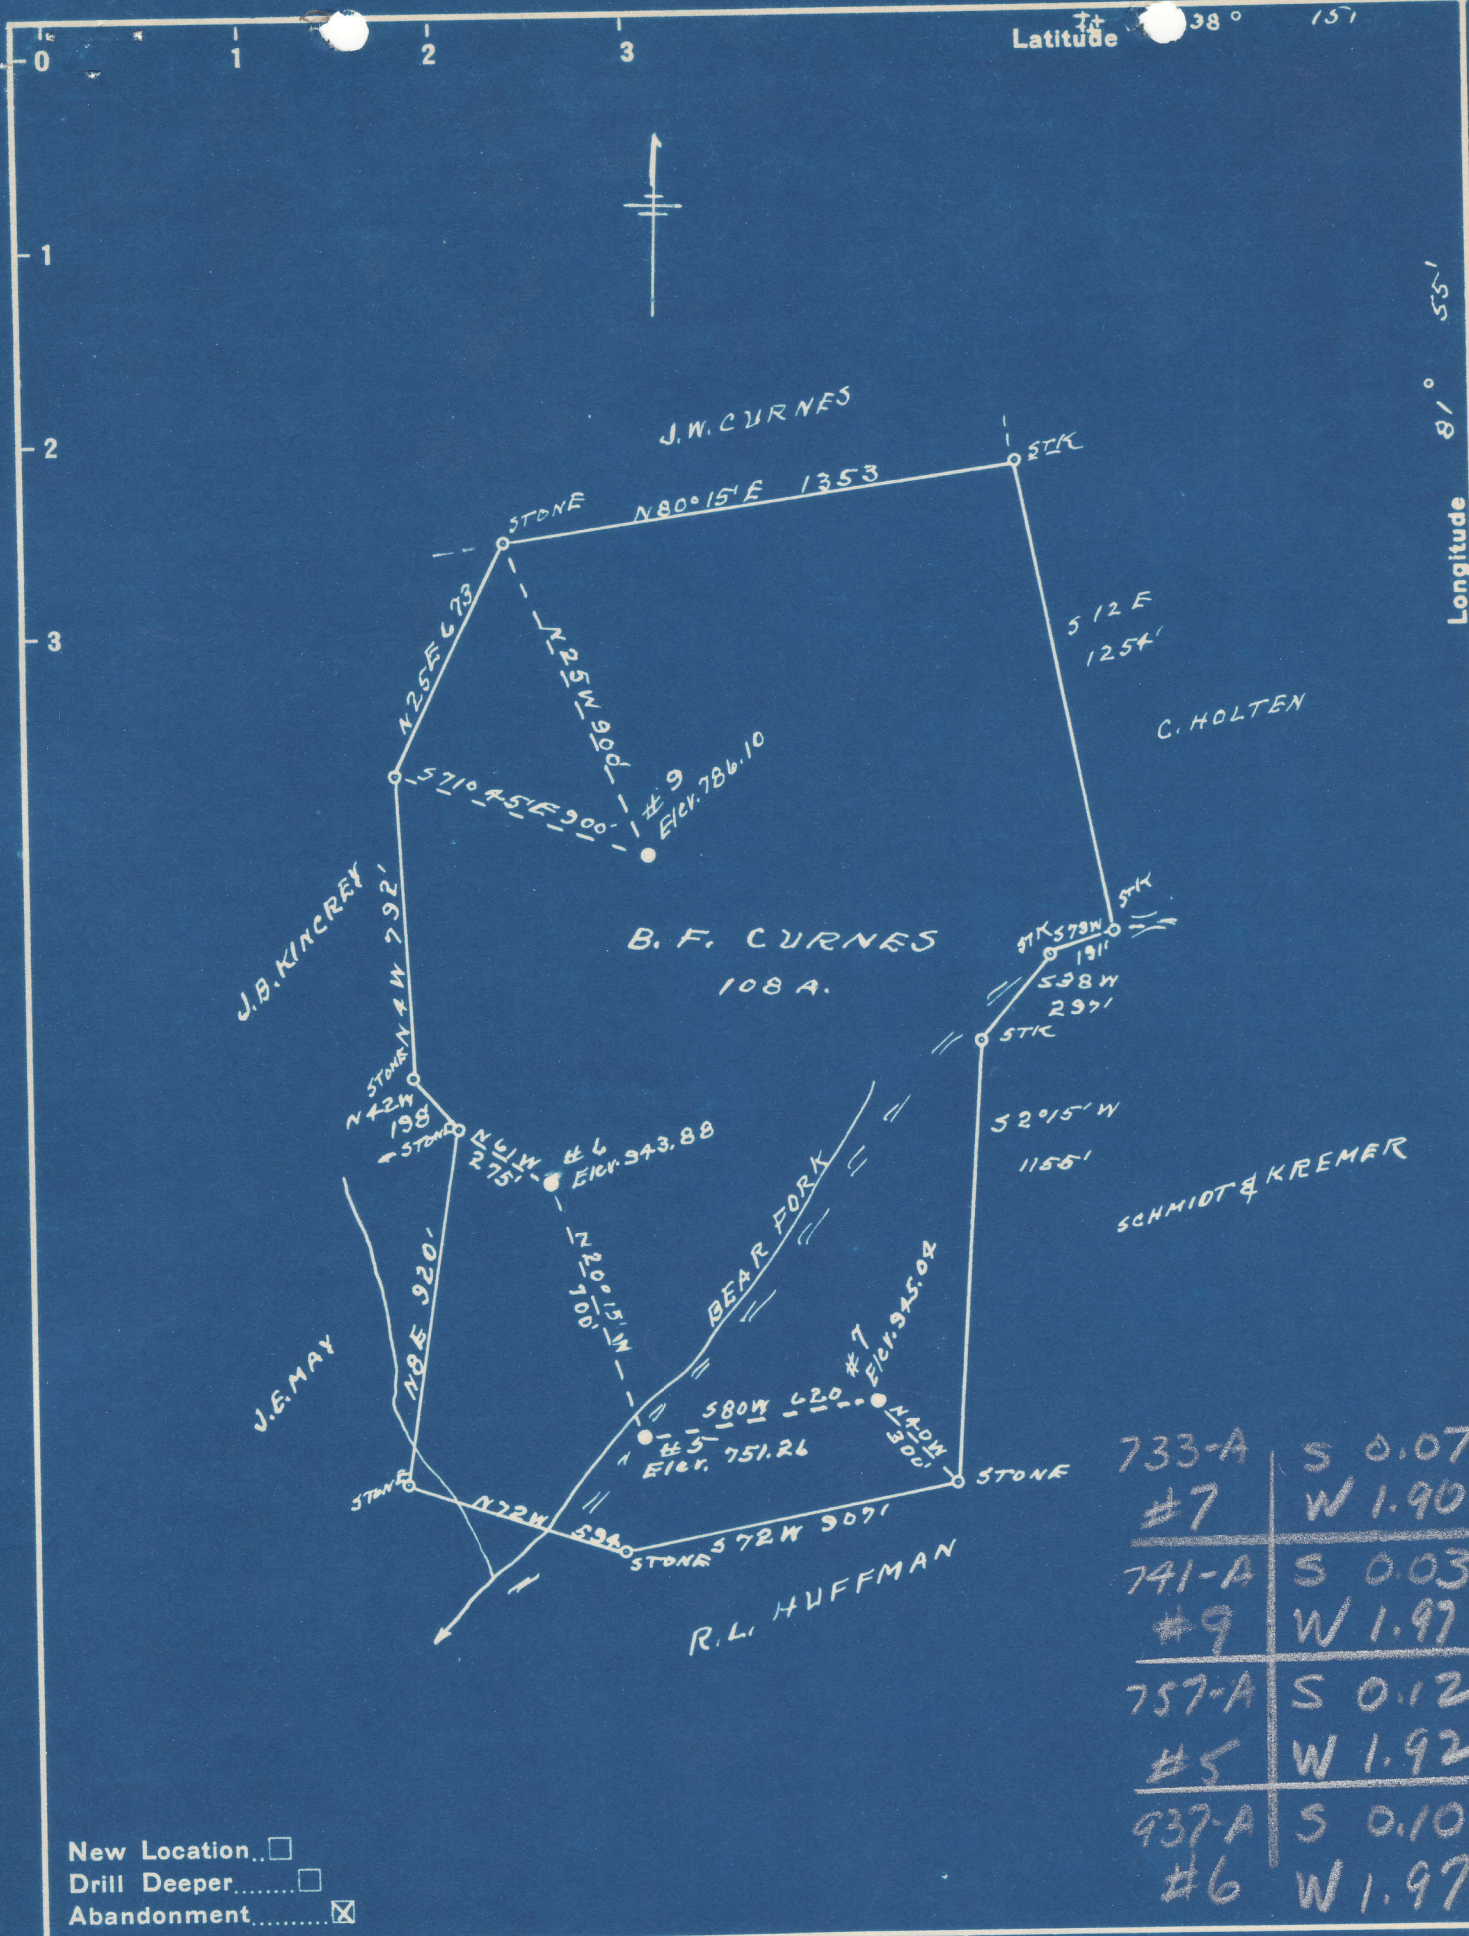 0 1 2 3
Latitude 38° 15'
1
2
3
81° 55'
Longitude
J.W. CURNES
STK
N80°15'E 1353
STONE
N25E 673
N25W 900'
S 12 E
1254'
C. HOLTEN
S71°45'E 900'
#9
Elev. 786.10
J.B. KINCREY
N4W 792'
B. F. CURNES
108 A.
STK
STK S79W
191'
S38W
297'
STK
STONE
N42W
198
STONE
N61W
275'
#6
Elev. 943.88
S2°15'W
1155'
SCHMIDT & KREMER
BEAR FORK
N20°15'W
700'
N8E 920'
J.E. MAY
#7
Elev. 945.02
S80W 620
N40W
300'
#5
Elev. 751.26
STONE
STONE
N72W 594
STONE
S72W 907'
R.L. HUFFMAN
733-A S 0.07
#7 W 1.90
741-A S 0.03
#9 W 1.97
757-A S 0.12
#5 W 1.92
937-A S 0.10
#6 W 1.97
New Location..
Drill Deeper........
Abandonment..........X